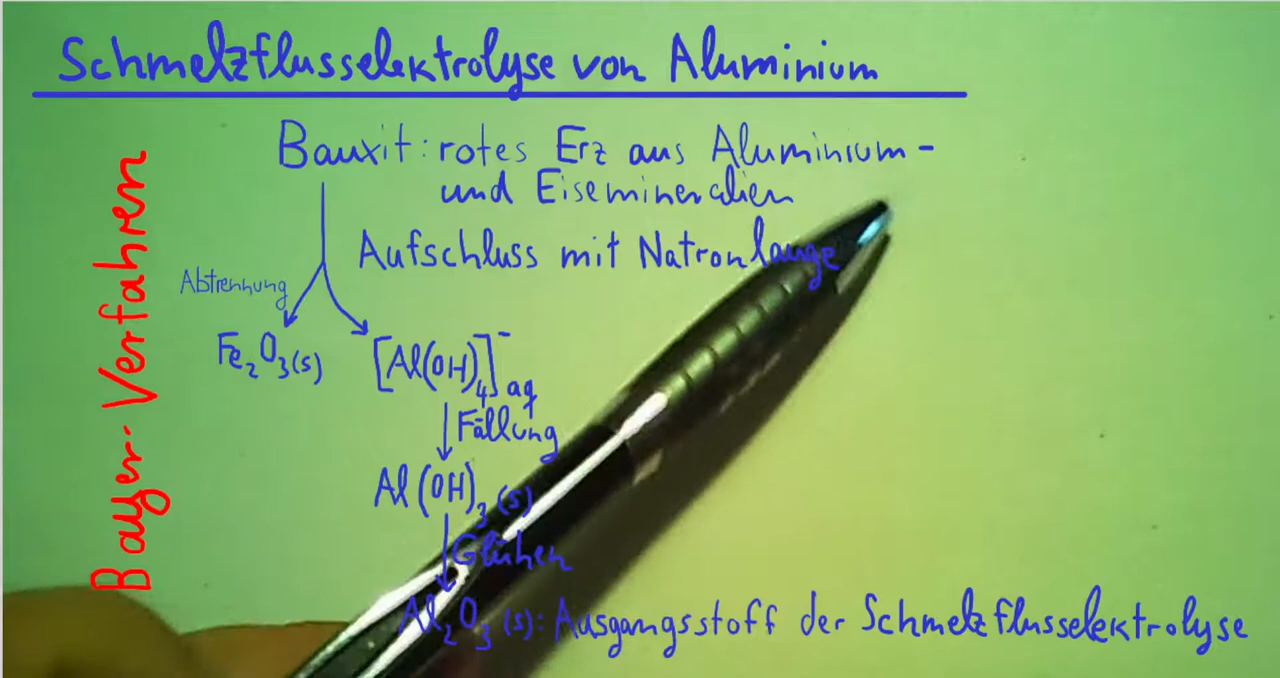 Schmelzflusselektrolyse von Aluminium
Bauxit: rotes Erz aus Aluminium-
und Eisemineralien
Aufschluss mit Natronlauge
Abtrennung
Fe₂O₃(s) [Al(OH)₄]⁻aq
Fällung
Al(OH)₃(s)
Glühen
Al₂O₃(s): Ausgangsstoff der Schmelzflusselektrolyse
Bayer-Verfahren